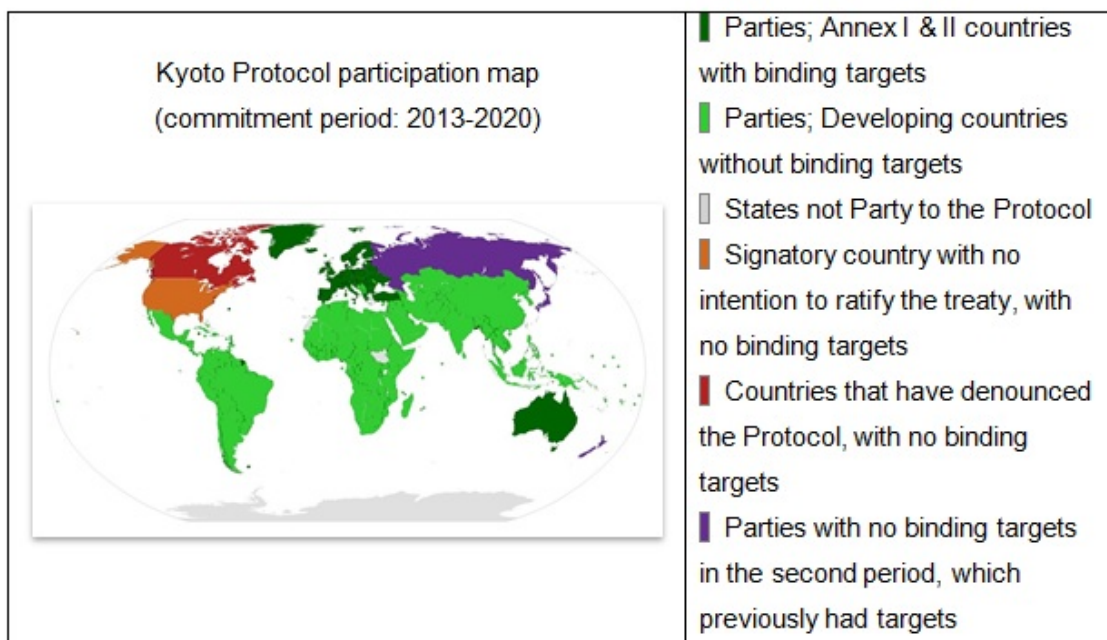 Kyoto Protocol participation map
(commitment period: 2013-2020)
Parties; Annex I & II countries
with binding targets
Parties; Developing countries
without binding targets
States not Party to the Protocol
Signatory country with no
intention to ratify the treaty, with
no binding targets
Countries that have denounced
the Protocol, with no binding
targets
Parties with no binding targets
in the second period, which
previously had targets